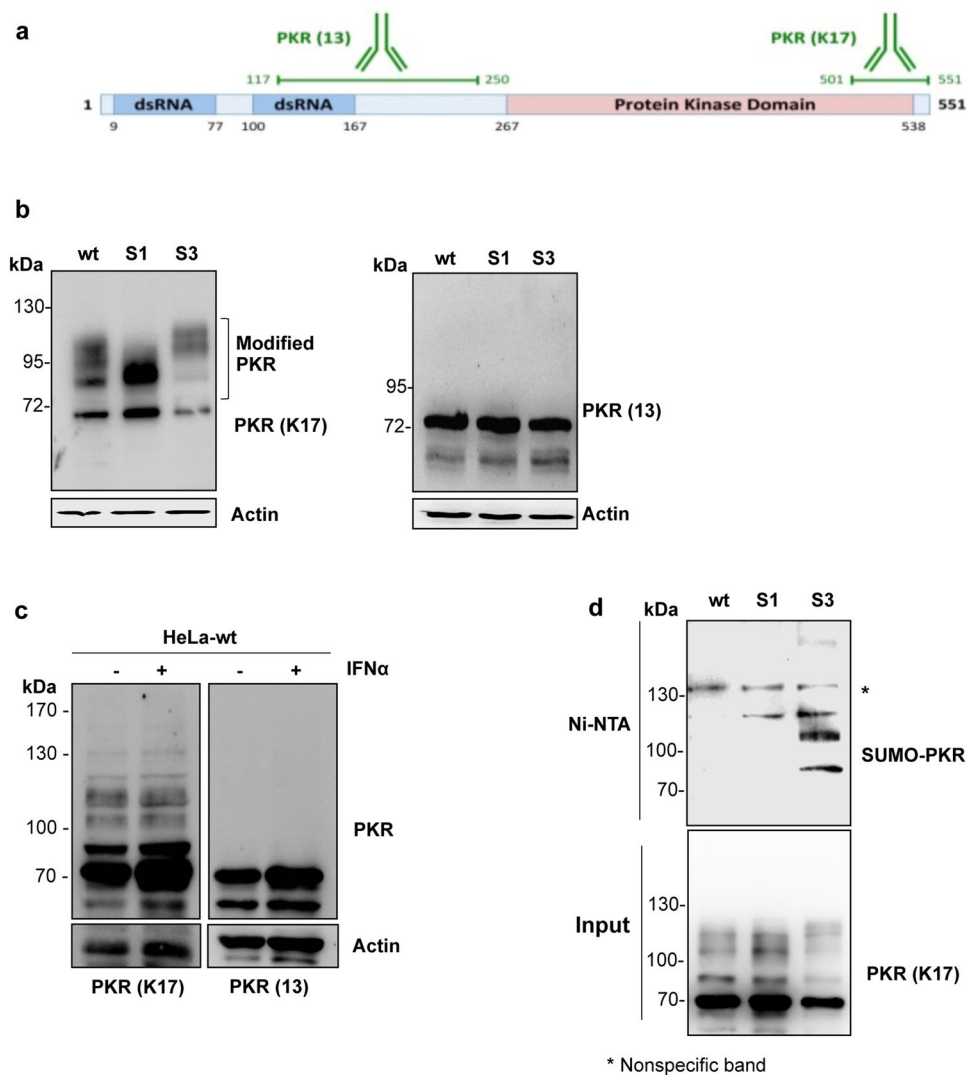 a
PKR (13)
PKR (K17)
117 250 501 551
1 dsRNA dsRNA Protein Kinase Domain 551
9 77 100 167 267 538
b
wt S1 S3
kDa
130-
95-
72-
Modified
PKR
PKR (K17)
Actin
wt S1 S3
kDa
95-
72-
PKR (13)
Actin
c
HeLa-wt
- + - + IFNα
kDa
170 -
130 -
100 -
70 -
PKR
Actin
PKR (K17) PKR (13)
d
wt S1 S3
kDa
Ni-NTA
130-
100-
70-
*
SUMO-PKR
Input
130-
100-
70-
PKR (K17)
* Nonspecific band